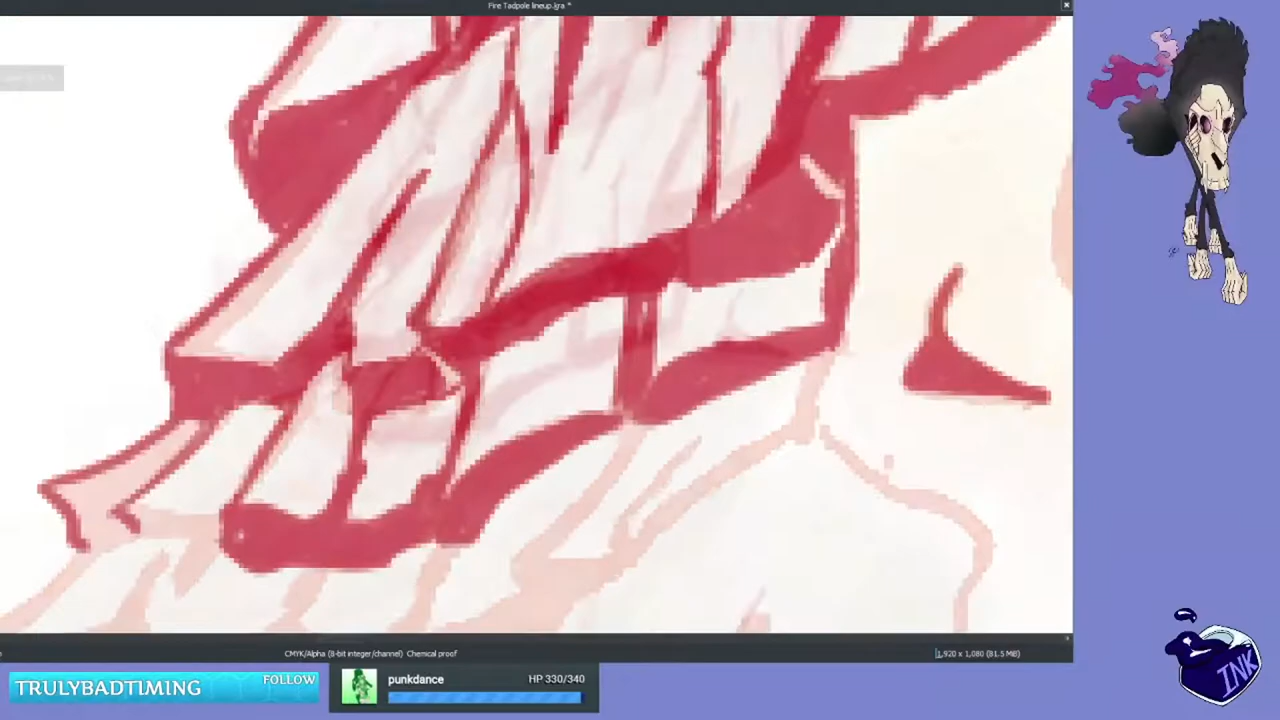 Fire Tadpole lineup.kra *
CMYK/Alpha (8-bit integer/channel) Chemical proof
1,920 x 1,080 (81.5 MB)
TRULYBADTIMING
FOLLOW
punkdance
HP 330/340
INK